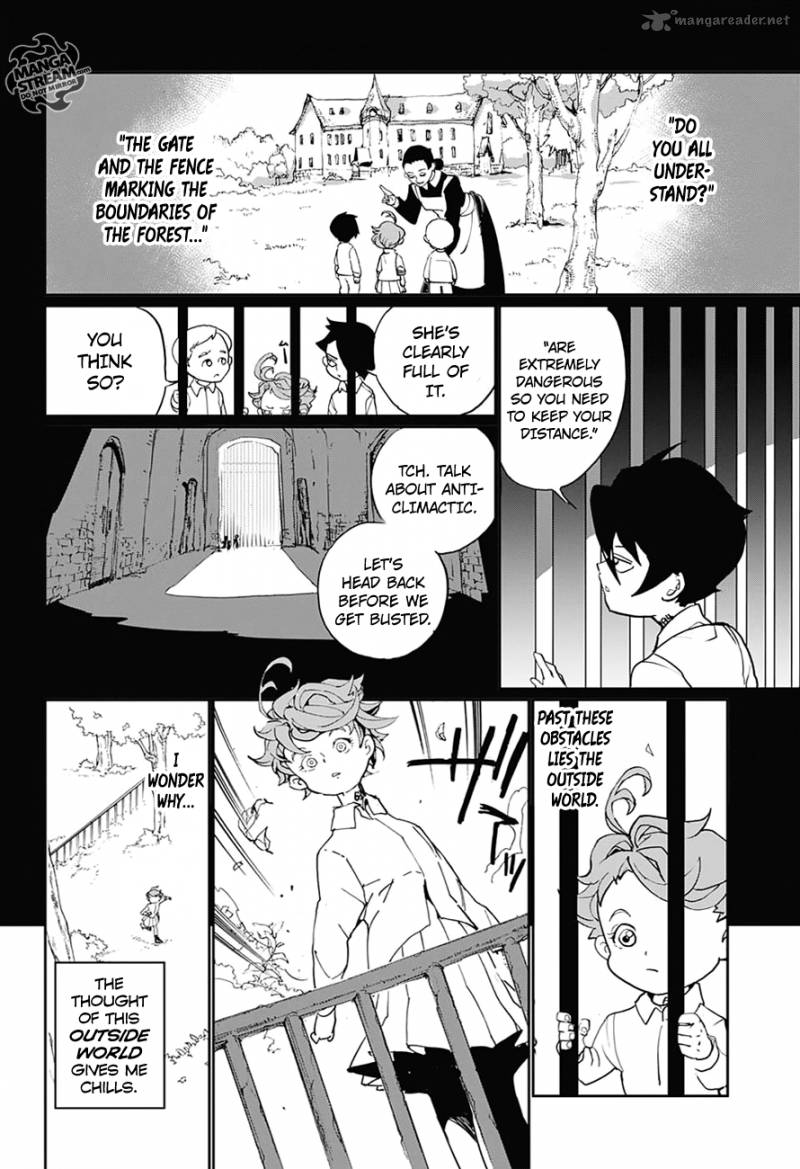 mangareader.net
MANGA
STREAM.com
DO NOT MIRROR
"DO
YOU ALL
UNDER-
STAND?"
"THE GATE
AND THE FENCE
MARKING THE
BOUNDARIES OF
THE FOREST..."
"ARE
EXTREMELY
DANGEROUS
SO YOU NEED
TO KEEP YOUR
DISTANCE."
SHE'S
CLEARLY
FULL OF
IT.
YOU
THINK
SO?
TCH. TALK
ABOUT ANTI-
CLIMACTIC.
LET'S
HEAD BACK
BEFORE WE
GET BUSTED.
PAST THESE
OBSTACLES
LIES THE
OUTSIDE
WORLD.
I
WONDER
WHY...
THE
THOUGHT
OF THIS
OUTSIDE
WORLD
GIVES ME
CHILLS.